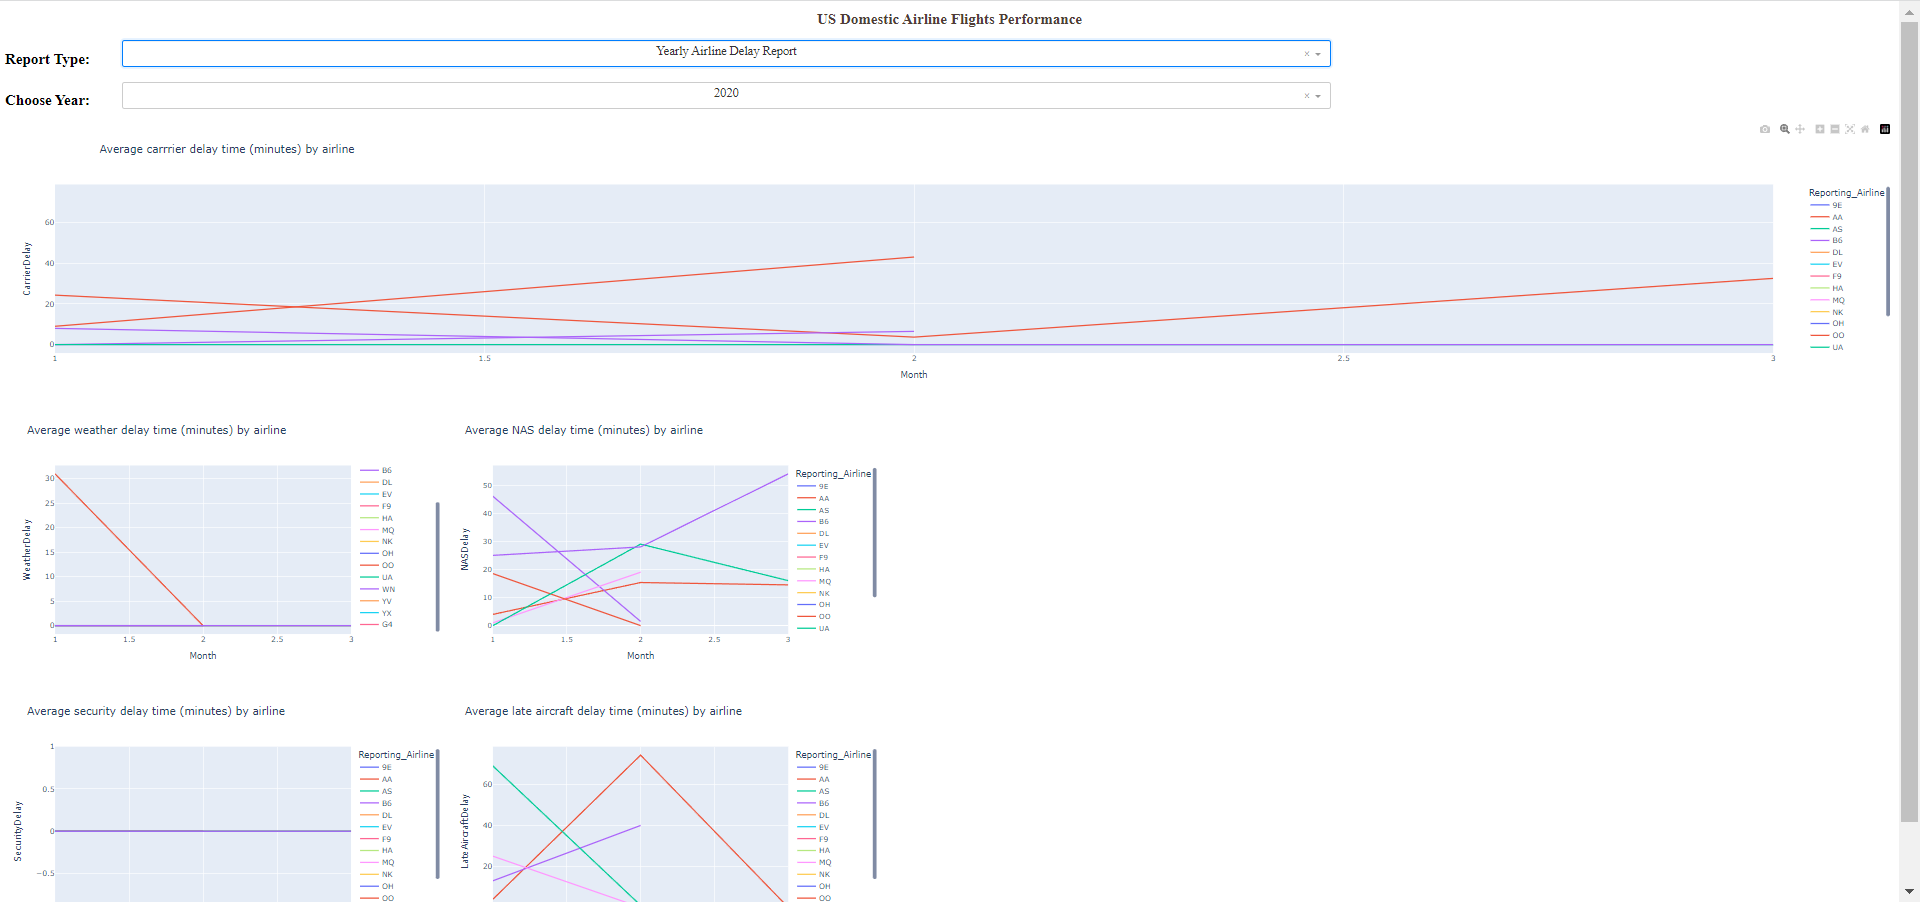 US Domestic Airline Flights Performance
Report Type:
Yearly Airline Delay Report
×
Choose Year:
2020
×
Average carrrier delay time (minutes) by airline
CarrierDelay
60
40
20
0
1
1.5
2
2.5
3
Month
Reporting_Airline
9E
AA
AS
B6
DL
EV
F9
HA
MQ
NK
OH
OO
UA
Average weather delay time (minutes) by airline
WeatherDelay
30
25
20
15
10
5
0
1
1.5
2
2.5
3
Month
B6
DL
EV
F9
HA
MQ
NK
OH
OO
UA
WN
YV
YX
G4
Average NAS delay time (minutes) by airline
NASDelay
50
40
30
20
10
0
1
1.5
2
2.5
3
Month
Reporting_Airline
9E
AA
AS
B6
DL
EV
F9
HA
MQ
NK
OH
OO
UA
Average security delay time (minutes) by airline
SecurityDelay
1
0.5
0
−0.5
Reporting_Airline
9E
AA
AS
B6
DL
EV
F9
HA
MQ
NK
OH
OO
Average late aircraft delay time (minutes) by airline
LateAircraftDelay
60
40
20
Reporting_Airline
9E
AA
AS
B6
DL
EV
F9
HA
MQ
NK
OH
OO